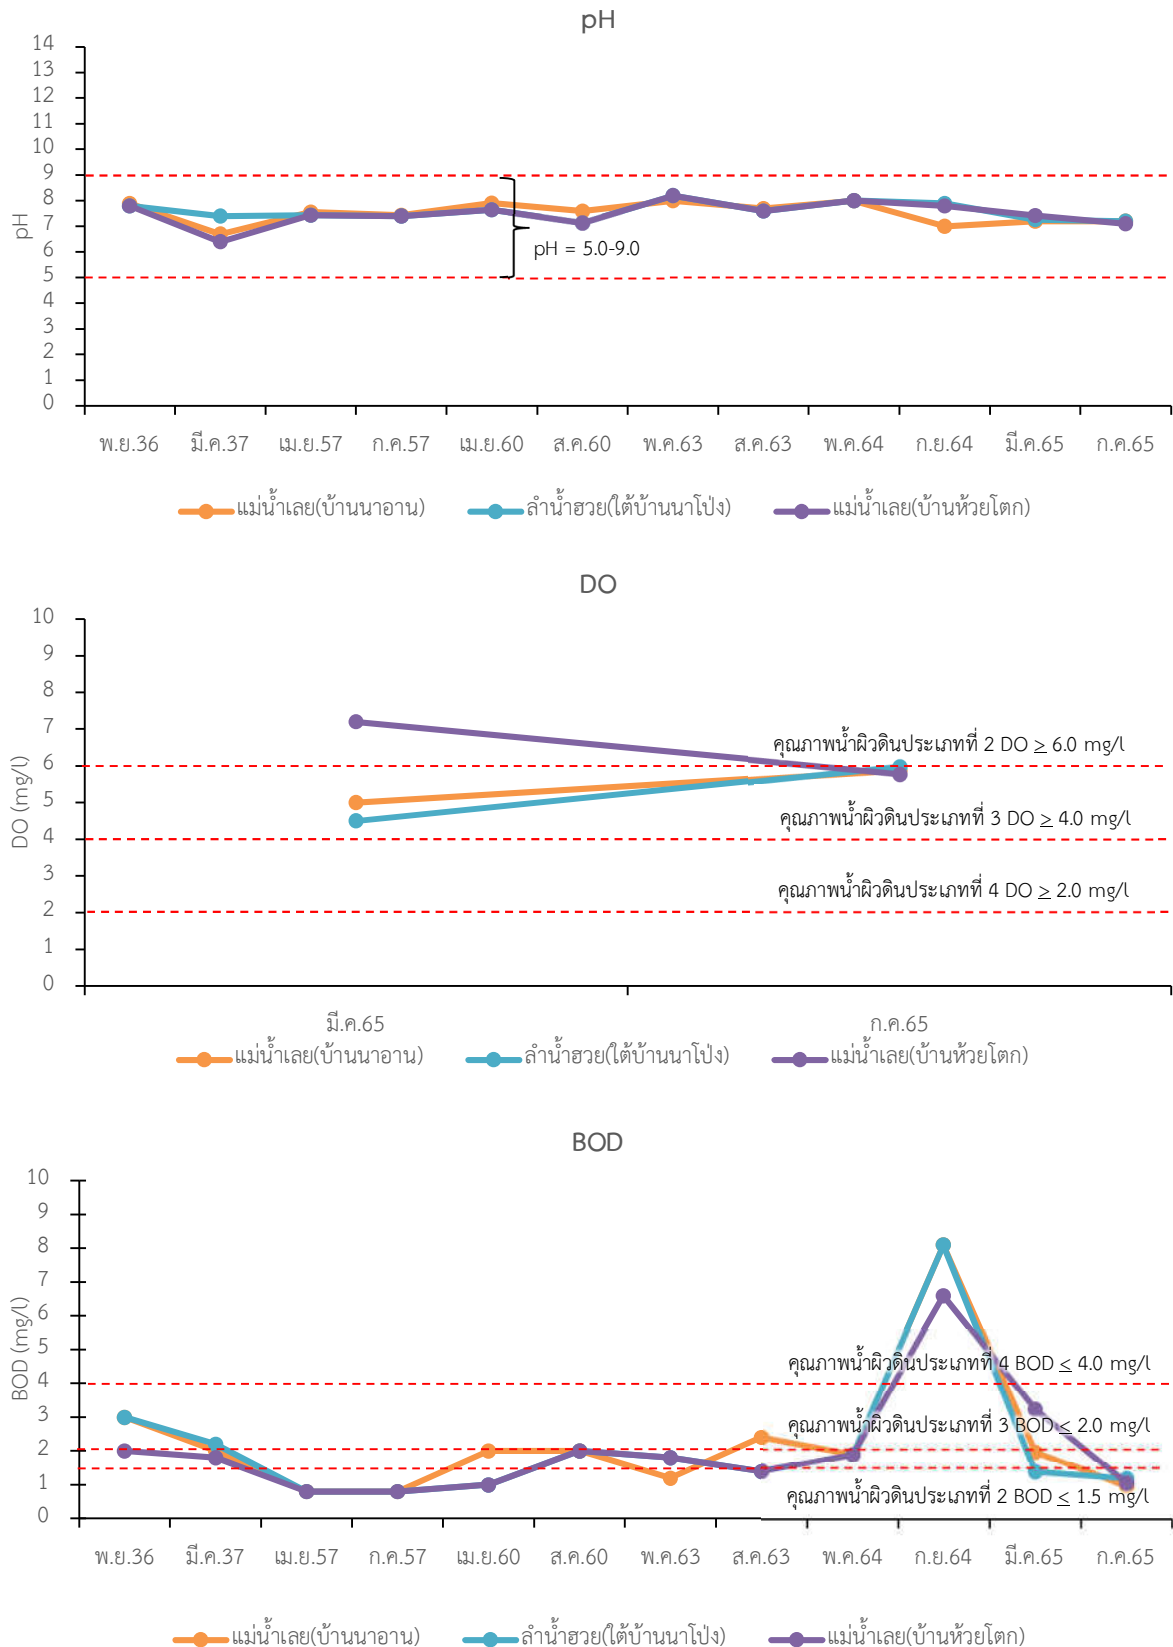 pH
14
13
12
11
10
9
8
7
6
5
4
3
2
1
0
pH
pH = 5.0-9.0
พ.ย.36 มี.ค.37 เม.ย.57 ก.ค.57 เม.ย.60 ส.ค.60 พ.ค.63 ส.ค.63 พ.ค.64 ก.ย.64 มี.ค.65 ก.ค.65
แม่น้ำเลย(บ้านนาอาน) ลำน้ำฮวย(ใต้บ้านนาโป่ง) แม่น้ำเลย(บ้านห้วยโตก)
DO
10
9
8
7
6
5
4
3
2
1
0
DO (mg/l)
คุณภาพน้ำผิวดินประเภทที่ 2 DO ≥ 6.0 mg/l
คุณภาพน้ำผิวดินประเภทที่ 3 DO ≥ 4.0 mg/l
คุณภาพน้ำผิวดินประเภทที่ 4 DO ≥ 2.0 mg/l
มี.ค.65 ก.ค.65
แม่น้ำเลย(บ้านนาอาน) ลำน้ำฮวย(ใต้บ้านนาโป่ง) แม่น้ำเลย(บ้านห้วยโตก)
BOD
10
9
8
7
6
5
4
3
2
1
0
BOD (mg/l)
คุณภาพน้ำผิวดินประเภทที่ 4 BOD ≤ 4.0 mg/l
คุณภาพน้ำผิวดินประเภทที่ 3 BOD ≤ 2.0 mg/l
คุณภาพน้ำผิวดินประเภทที่ 2 BOD ≤ 1.5 mg/l
พ.ย.36 มี.ค.37 เม.ย.57 ก.ค.57 เม.ย.60 ส.ค.60 พ.ค.63 ส.ค.63 พ.ค.64 ก.ย.64 มี.ค.65 ก.ค.65
แม่น้ำเลย(บ้านนาอาน) ลำน้ำฮวย(ใต้บ้านนาโป่ง) แม่น้ำเลย(บ้านห้วยโตก)